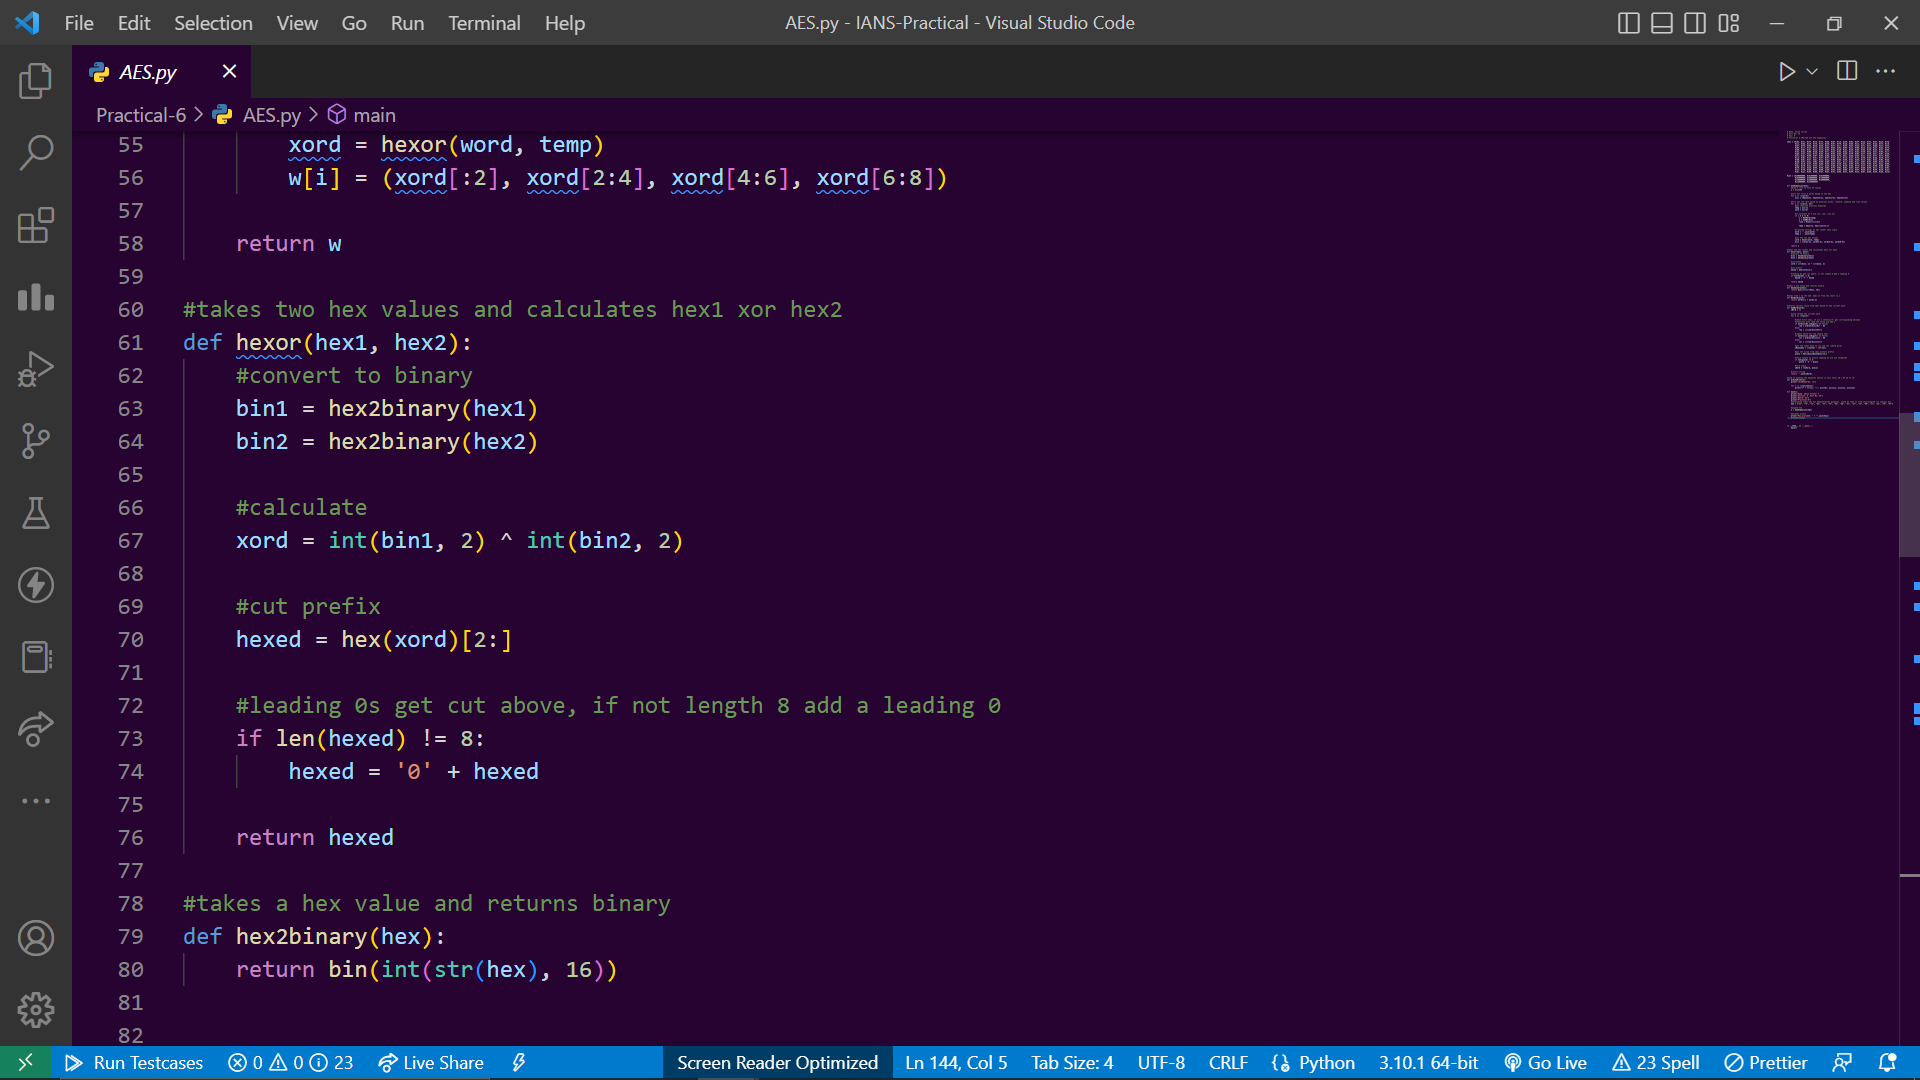 File Edit Selection View Go Run Terminal Help AES.py - IANS-Practical - Visual Studio Code
AES.py
Practical-6 > AES.py > main
55 xord = hexor(word, temp)
56 w[i] = (xord[:2], xord[2:4], xord[4:6], xord[6:8])
57
58 return w
59
60 #takes two hex values and calculates hex1 xor hex2
61 def hexor(hex1, hex2):
62 #convert to binary
63 bin1 = hex2binary(hex1)
64 bin2 = hex2binary(hex2)
65
66 #calculate
67 xord = int(bin1, 2) ^ int(bin2, 2)
68
69 #cut prefix
70 hexed = hex(xord)[2:]
71
72 #leading 0s get cut above, if not length 8 add a leading 0
73 if len(hexed) != 8:
74 hexed = '0' + hexed
75
76 return hexed
77
78 #takes a hex value and returns binary
79 def hex2binary(hex):
80 return bin(int(str(hex), 16))
81
82
Run Testcases 0 0 23 Live Share Screen Reader Optimized Ln 144, Col 5 Tab Size: 4 UTF-8 CRLF Python 3.10.1 64-bit Go Live 23 Spell Prettier